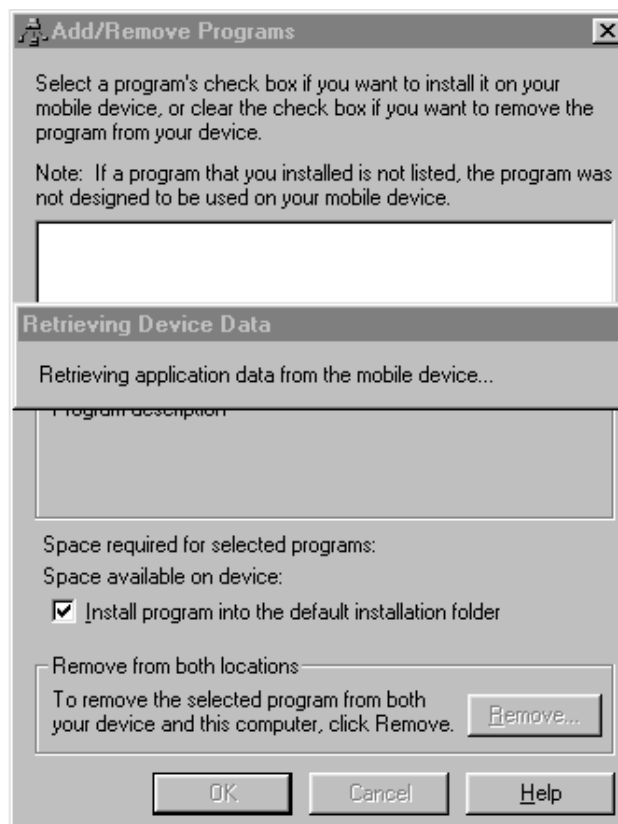 Add/Remove Programs
Select a program's check box if you want to install it on your
mobile device, or clear the check box if you want to remove the
program from your device.
Note: If a program that you installed is not listed, the program was
not designed to be used on your mobile device.
Retrieving Device Data
Retrieving application data from the mobile device...
Program description
Space required for selected programs:
Space available on device:
Install program into the default installation folder
Remove from both locations
To remove the selected program from both
your device and this computer, click Remove.
Remove...
OK
Cancel
Help